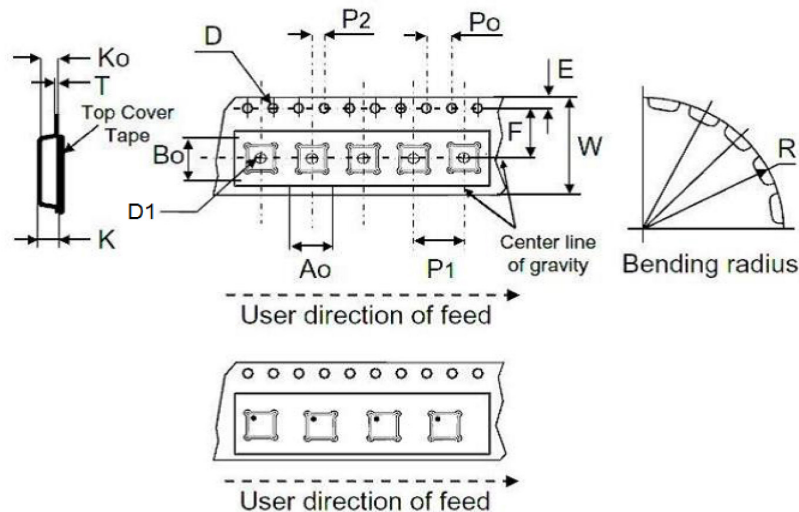 P2
Po
D
Ko
T
Top Cover
Tape
E
F
W
R
Bo
D1
K
Ao
P1
Center line
of gravity
Bending radius
User direction of feed
User direction of feed